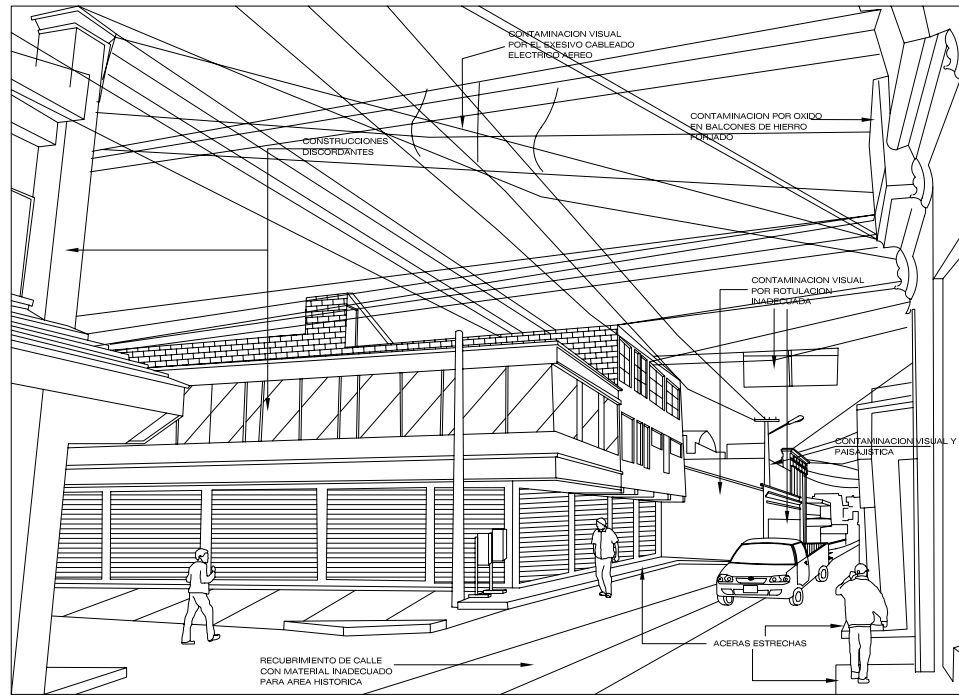 CONTAMINACION VISUAL
POR EL EXESIVO CABLEADO
ELECTRICO AEREO
CONTAMINACION POR OXIDO
EN BALCONES DE HIERRO
FORJADO
CONSTRUCCIONES
DISCORDANTES
CONTAMINACION VISUAL
POR ROTULACION
INADECUADA
CONTAMINACION VISUAL Y
PAISAJISTICA
ACERAS ESTRECHAS
RECUBRIMIENTO DE CALLE
CON MATERIAL INADECUADO
PARA AREA HISTORICA